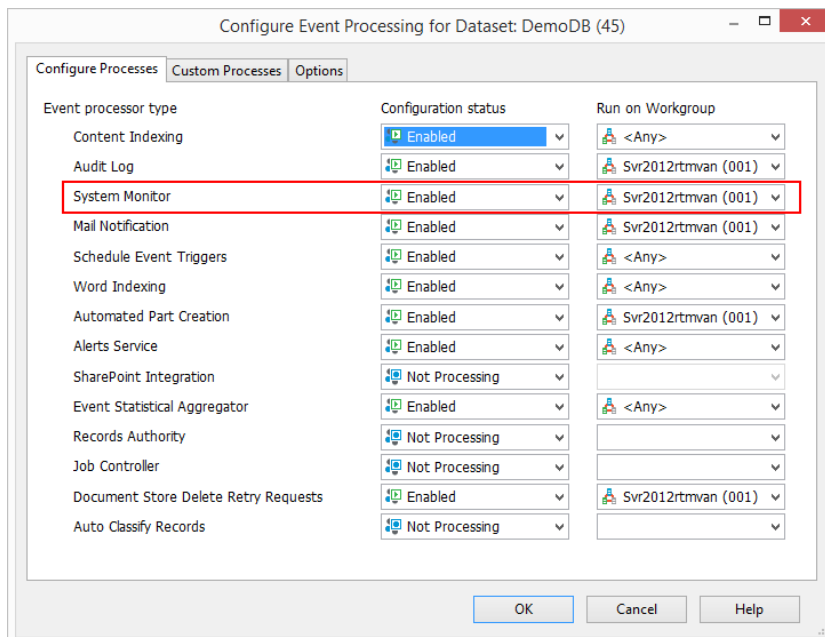 Configure Event Processing for Dataset: DemoDB (45)
Configure Processes Custom Processes Options
Event processor type Configuration status Run on Workgroup
Content Indexing Enabled <Any>
Audit Log Enabled Svr2012rtmvan (001)
System Monitor Enabled Svr2012rtmvan (001)
Mail Notification Enabled Svr2012rtmvan (001)
Schedule Event Triggers Enabled <Any>
Word Indexing Enabled <Any>
Automated Part Creation Enabled Svr2012rtmvan (001)
Alerts Service Enabled <Any>
SharePoint Integration Not Processing
Event Statistical Aggregator Enabled <Any>
Records Authority Not Processing
Job Controller Not Processing
Document Store Delete Retry Requests Enabled Svr2012rtmvan (001)
Auto Classify Records Not Processing
OK Cancel Help